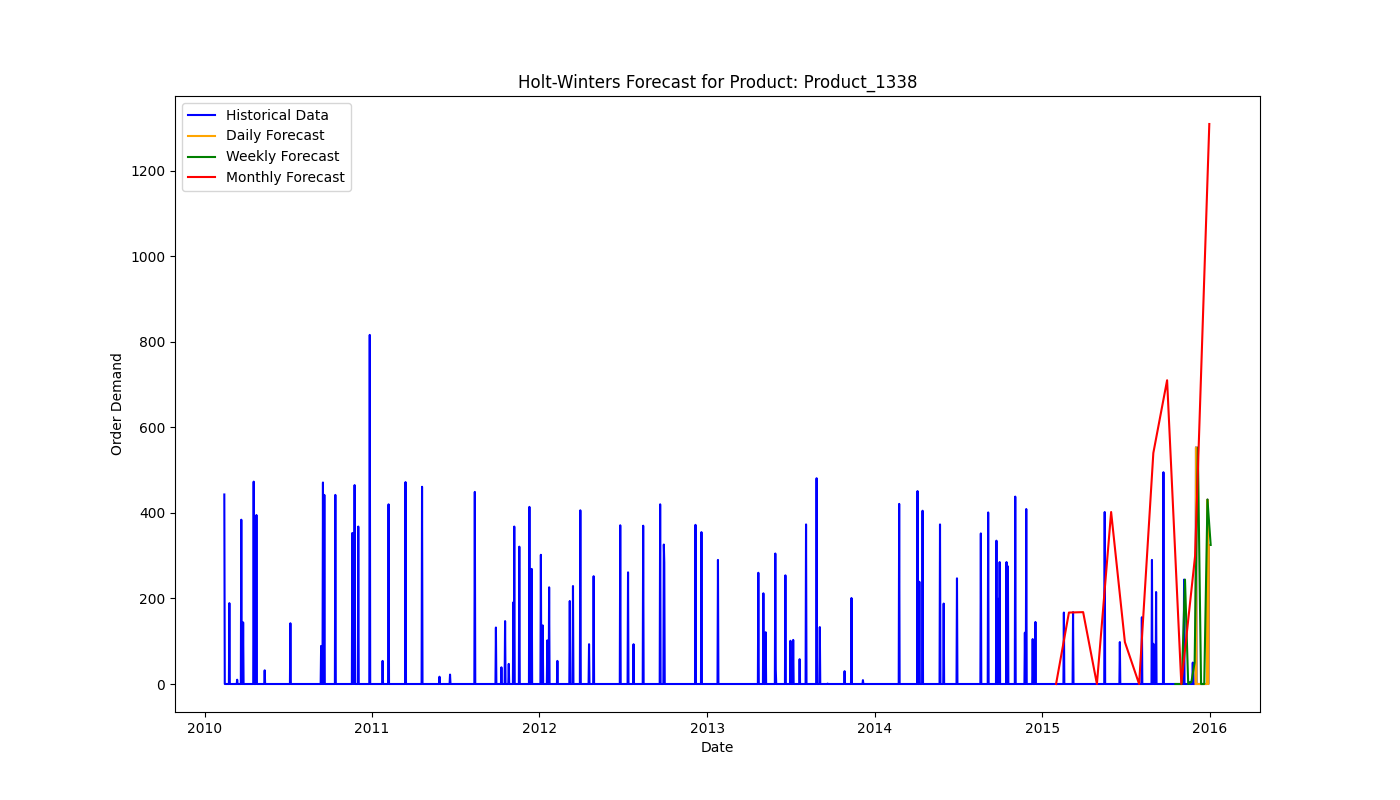 Holt-Winters Forecast for Product: Product_1338
Historical Data
Daily Forecast
Weekly Forecast
Monthly Forecast
1200
1000
800
600
400
200
0
Order Demand
2010 2011 2012 2013 2014 2015 2016
Date